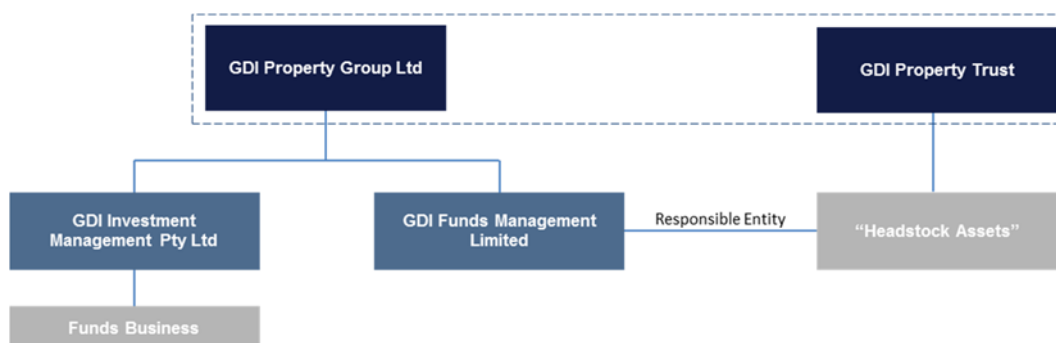 GDI Property Group Ltd
GDI Property Trust
GDI Investment
Management Pty Ltd
GDI Funds Management
Limited
Responsible Entity
“Headstock Assets”
Funds Business